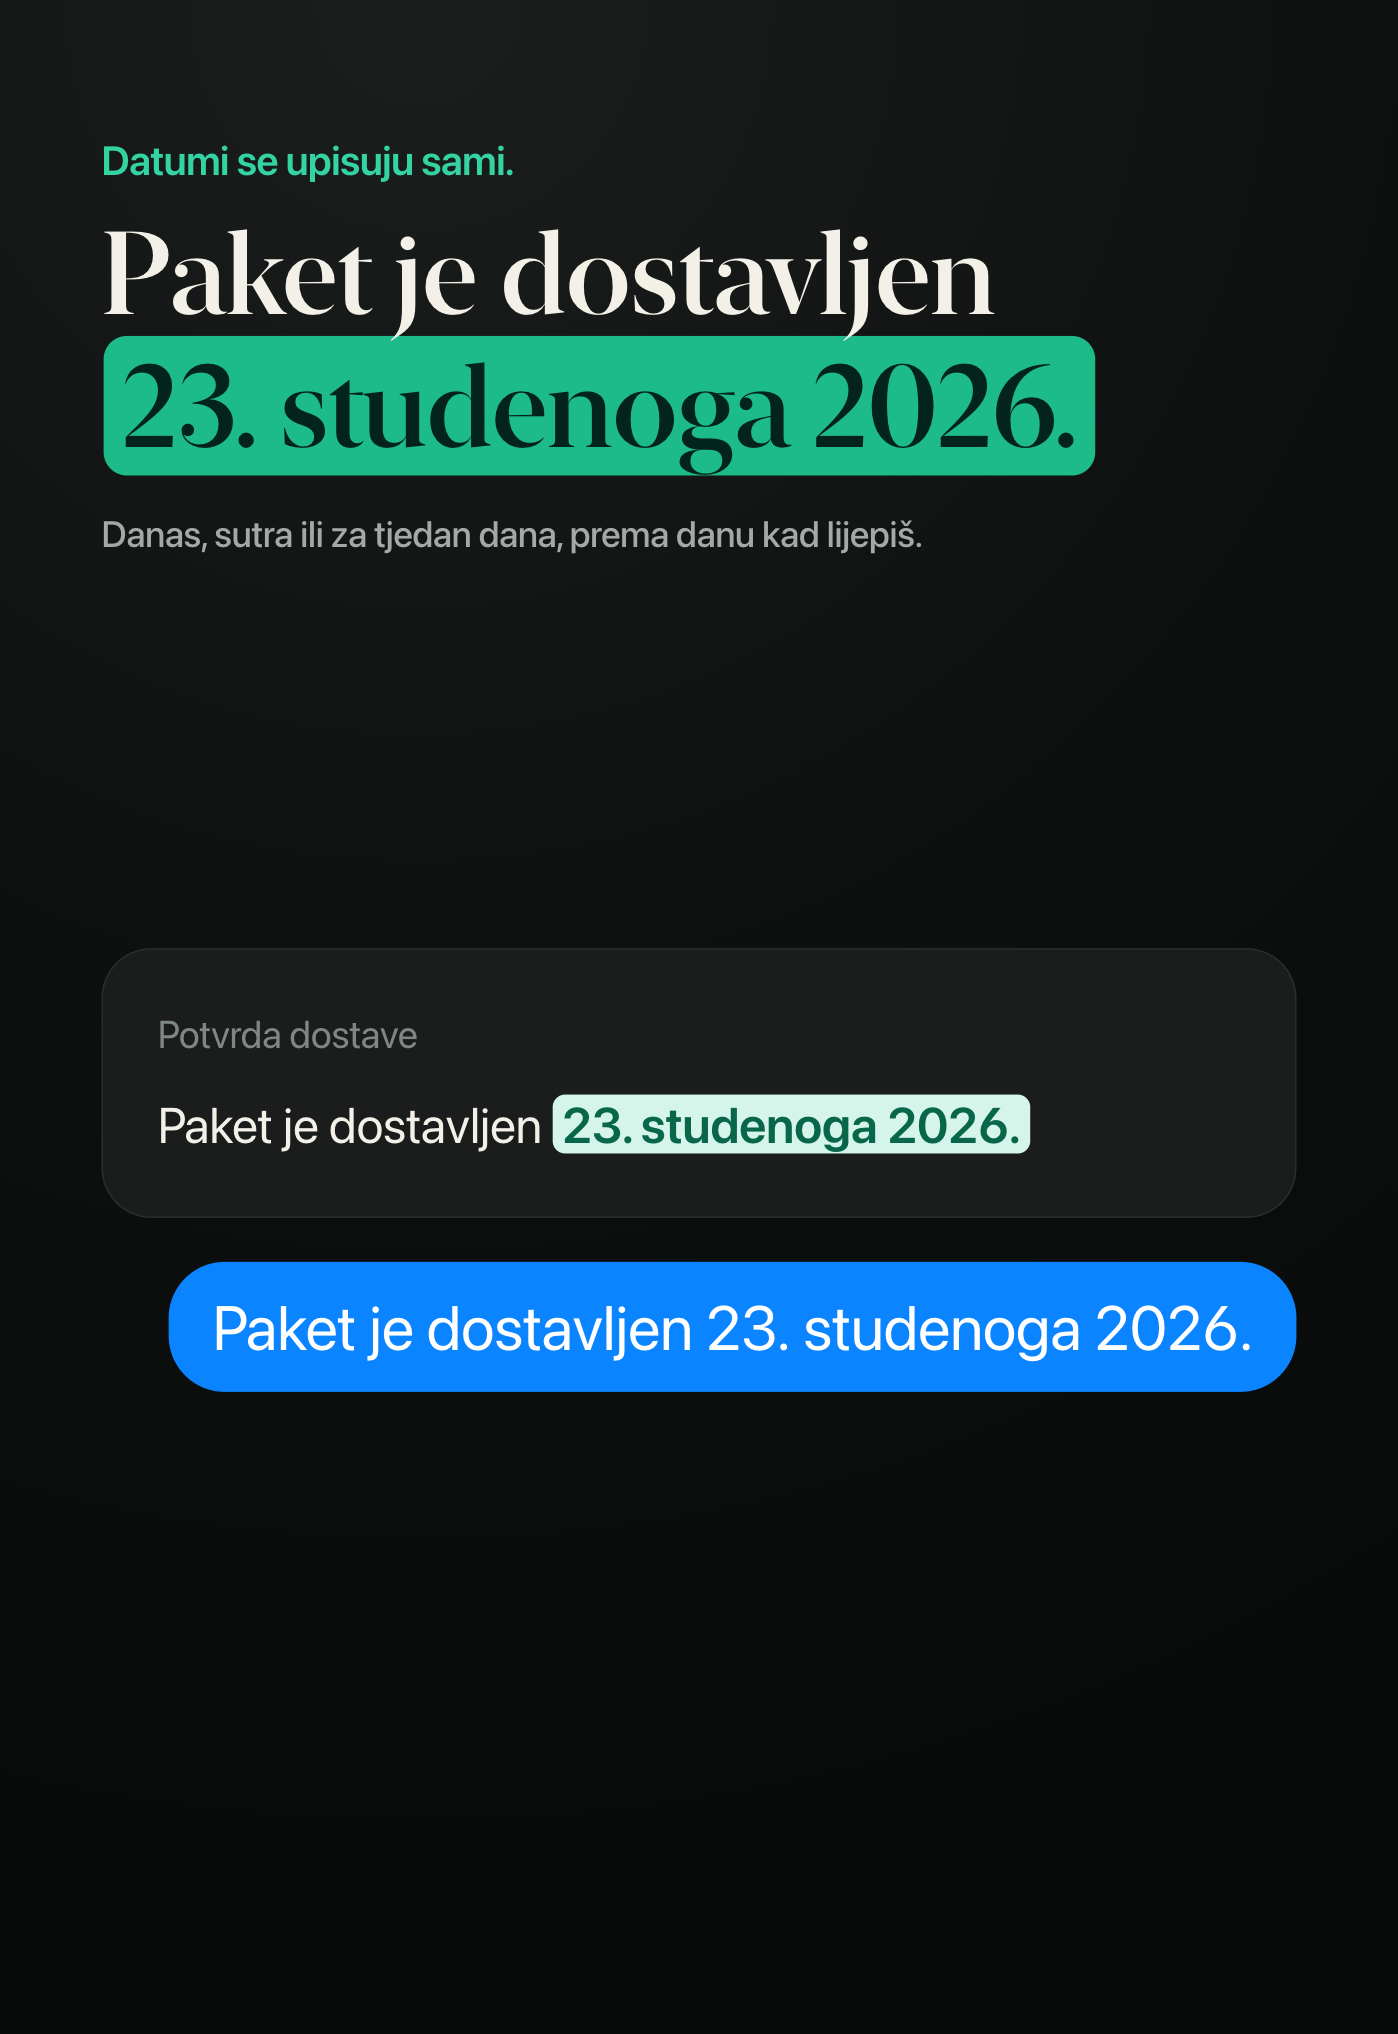 Datumi se upisuju sami.
Paket je dostavljen
23. studenoga 2026.
Danas, sutra ili za tjedan dana, prema danu kad lijepiš.
Potvrda dostave
Paket je dostavljen 23. studenoga 2026.
Paket je dostavljen 23. studenoga 2026.